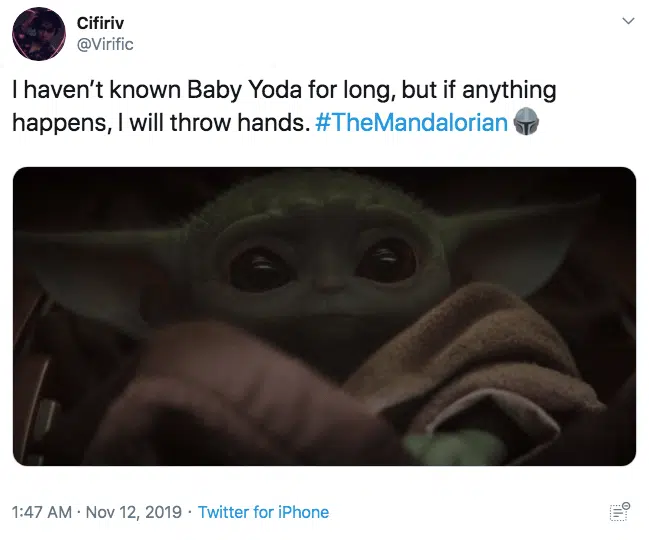 Cifiriv
@Virific
I haven’t known Baby Yoda for long, but if anything
happens, I will throw hands. #TheMandalorian
1:47 AM · Nov 12, 2019 · Twitter for iPhone